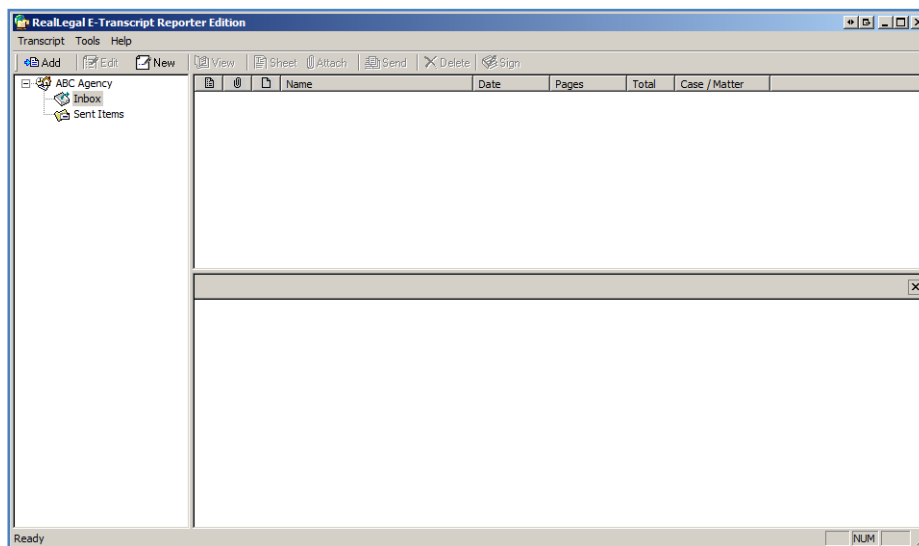 RealLegal E-Transcript Reporter Edition
Transcript Tools Help
Add Edit New View Sheet Attach Send Delete Sign
ABC Agency
Name Date Pages Total Case / Matter
Inbox
Sent Items
Ready NUM